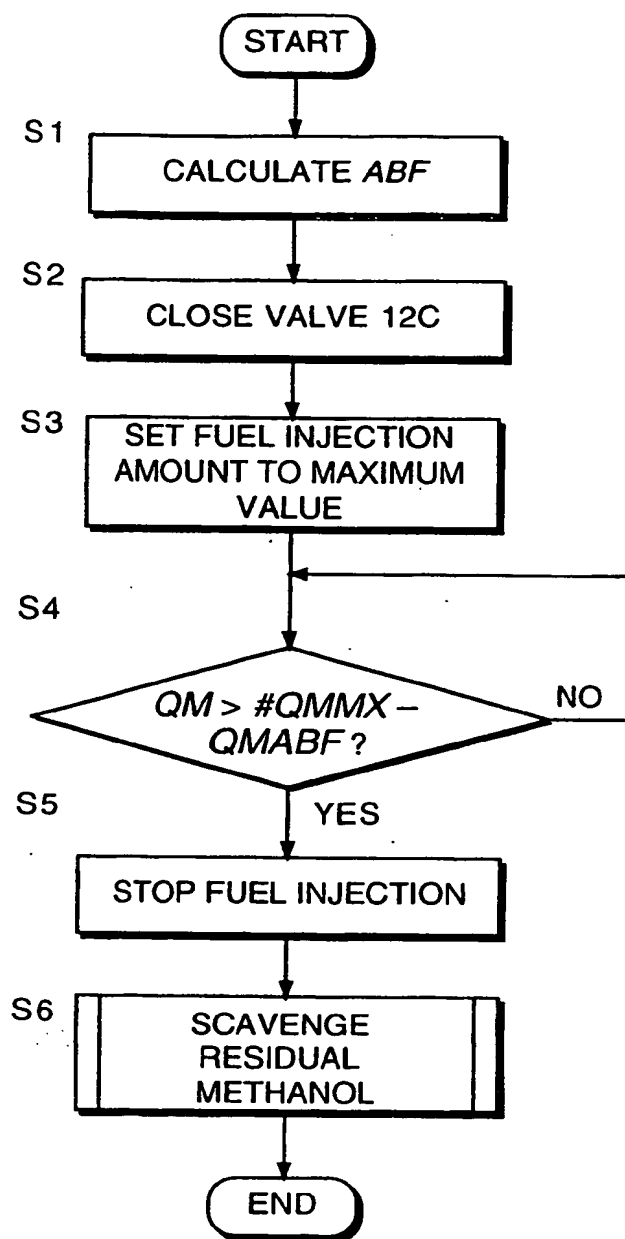 START
S1
CALCULATE ABF
S2
CLOSE VALVE 12C
S3
SET FUEL INJECTION
AMOUNT TO MAXIMUM
VALUE
S4
QM > #QMMX –
QMABF ?
NO
S5
YES
STOP FUEL INJECTION
S6
SCAVENGE
RESIDUAL
METHANOL
END